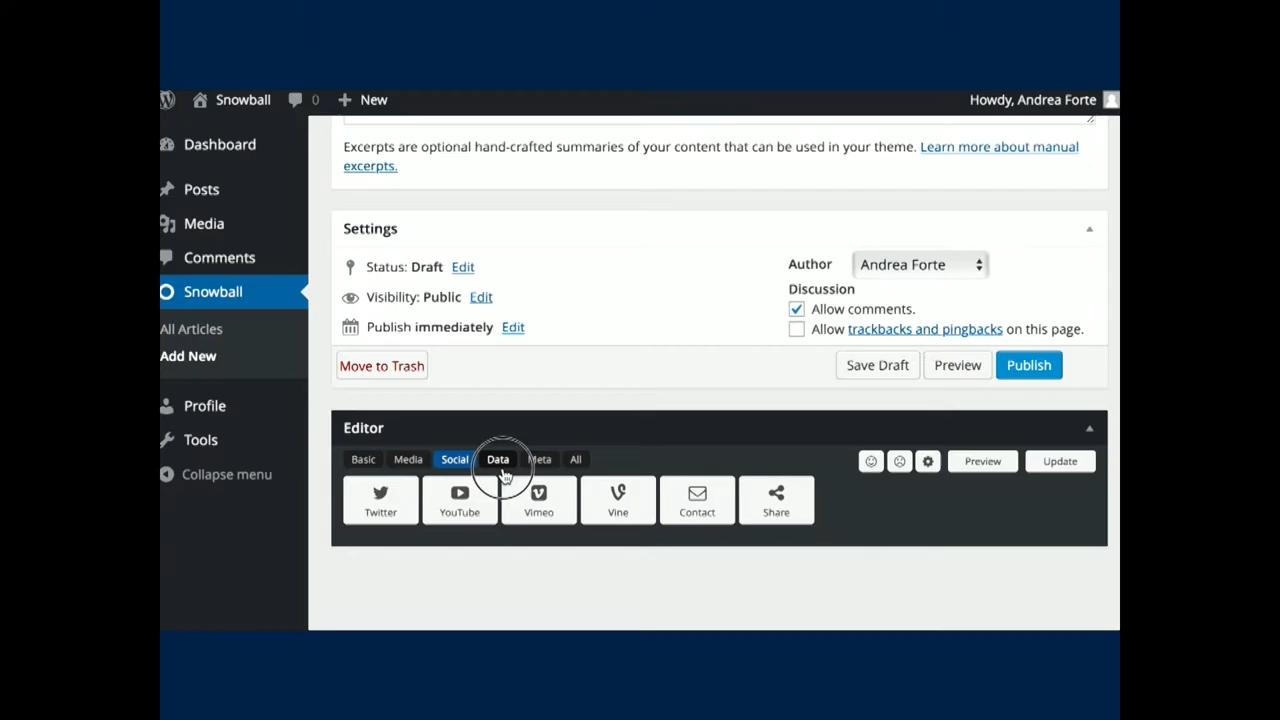 Snowball 0 New Howdy, Andrea Forte
Dashboard
Posts
Media
Comments
Snowball
All Articles
Add New
Profile
Tools
Collapse menu
Excerpts are optional hand-crafted summaries of your content that can be used in your theme. Learn more about manual
excerpts.
Settings
Status: Draft Edit
Visibility: Public Edit
Publish immediately Edit
Author Andrea Forte
Discussion
Allow comments.
Allow trackbacks and pingbacks on this page.
Move to Trash Save Draft Preview Publish
Editor
Basic Media Social Data Meta All Preview Update
Twitter YouTube Vimeo Vine Contact Share